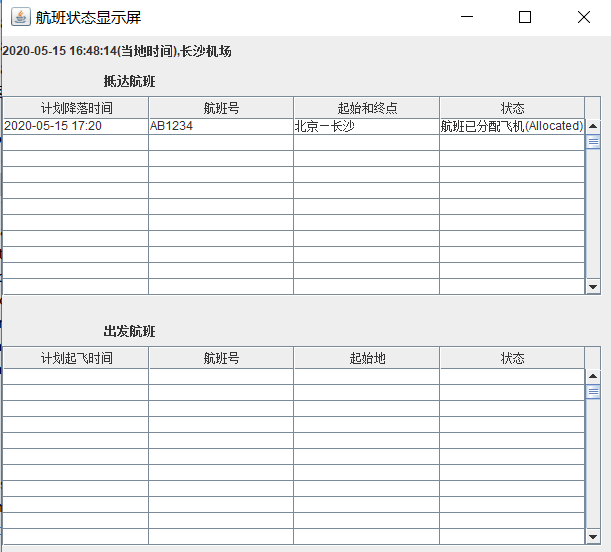 航班状态显示屏
2020-05-15 16:48:14(当地时间),长沙机场
抵达航班
计划降落时间 航班号 起始和终点 状态
2020-05-15 17:20 AB1234 北京－长沙 航班已分配飞机(Allocated)
出发航班
计划起飞时间 航班号 起始地 状态